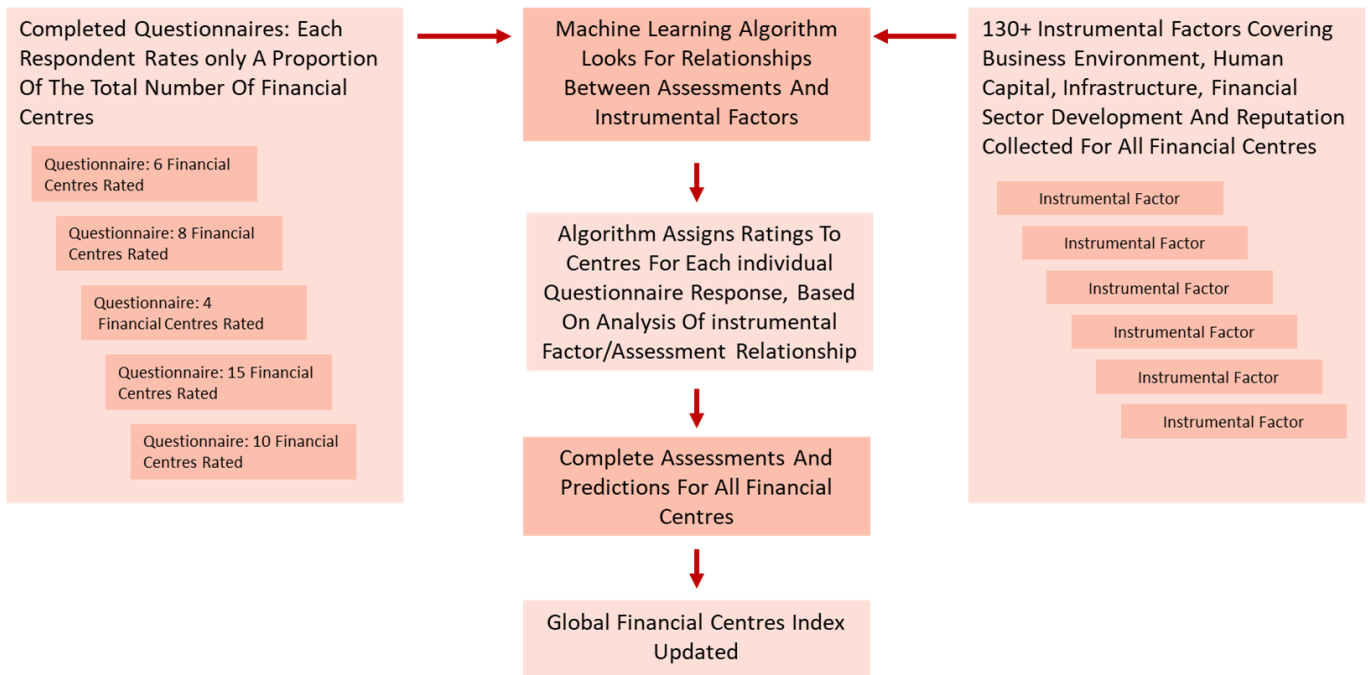 Completed Questionnaires: Each
Respondent Rates only A Proportion
Of The Total Number Of Financial
Centres
Questionnaire: 6 Financial
Centres Rated
Questionnaire: 8 Financial
Centres Rated
Questionnaire: 4
Financial Centres Rated
Questionnaire: 15 Financial
Centres Rated
Questionnaire: 10 Financial
Centres Rated
Machine Learning Algorithm
Looks For Relationships
Between Assessments And
Instrumental Factors
Algorithm Assigns Ratings To
Centres For Each individual
Questionnaire Response, Based
On Analysis Of instrumental
Factor/Assessment Relationship
Complete Assessments And
Predictions For All Financial
Centres
Global Financial Centres Index
Updated
130+ Instrumental Factors Covering
Business Environment, Human
Capital, Infrastructure, Financial
Sector Development And Reputation
Collected For All Financial Centres
Instrumental Factor
Instrumental Factor
Instrumental Factor
Instrumental Factor
Instrumental Factor
Instrumental Factor